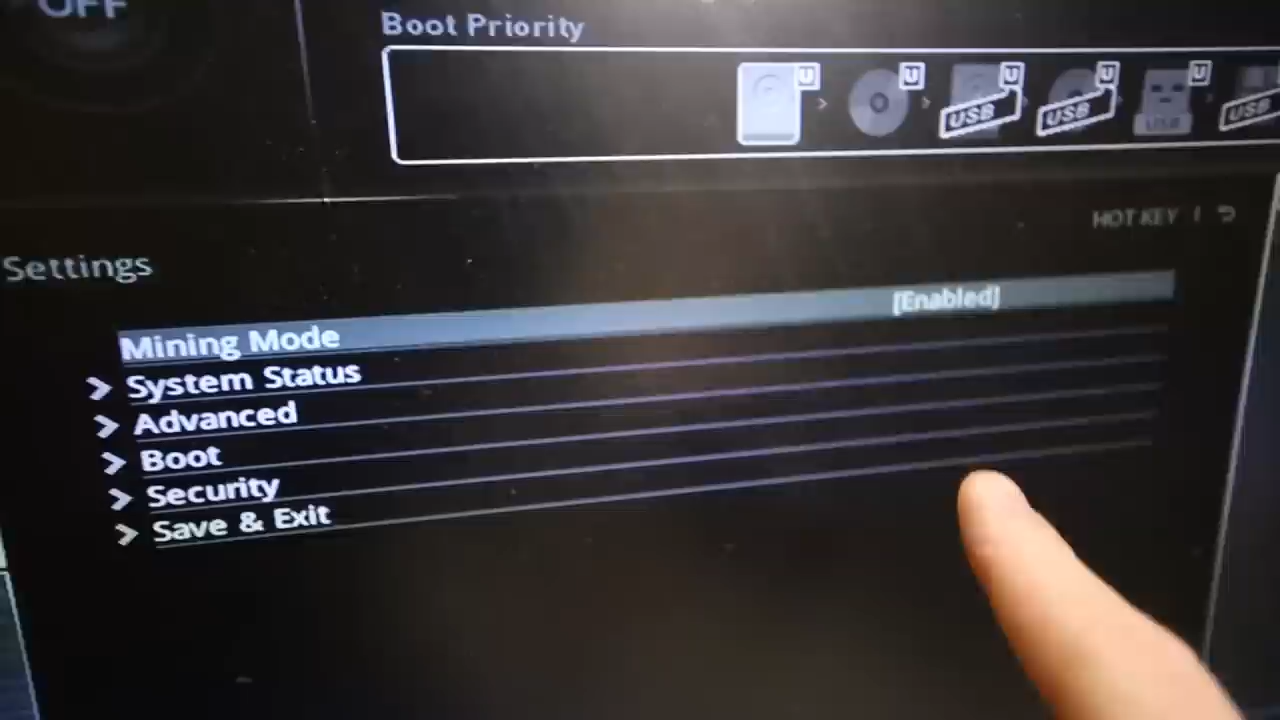 OFF
Boot Priority
U U U U U
USB USB USB USB
HOT KEY
Settings
Mining Mode [Enabled]
System Status
Advanced
Boot
Security
Save & Exit